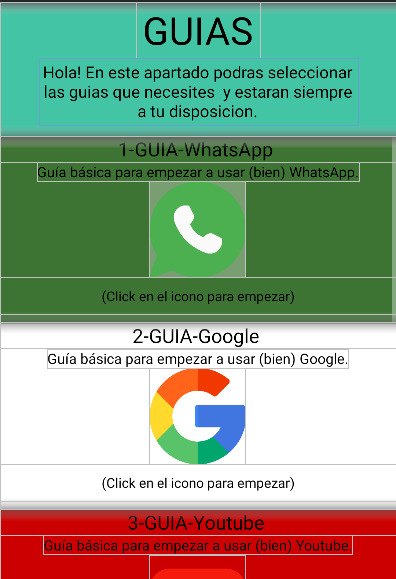 GUIAS
Hola! En este apartado podras seleccionar
las guias que necesites y estaran siempre
a tu disposicion.
1-GUIA-WhatsApp
Guía básica para empezar a usar (bien) WhatsApp.
(Click en el icono para empezar)
2-GUIA-Google
Guía básica para empezar a usar (bien) Google.
(Click en el icono para empezar)
3-GUIA-Youtube
Guía básica para empezar a usar (bien) Youtube.